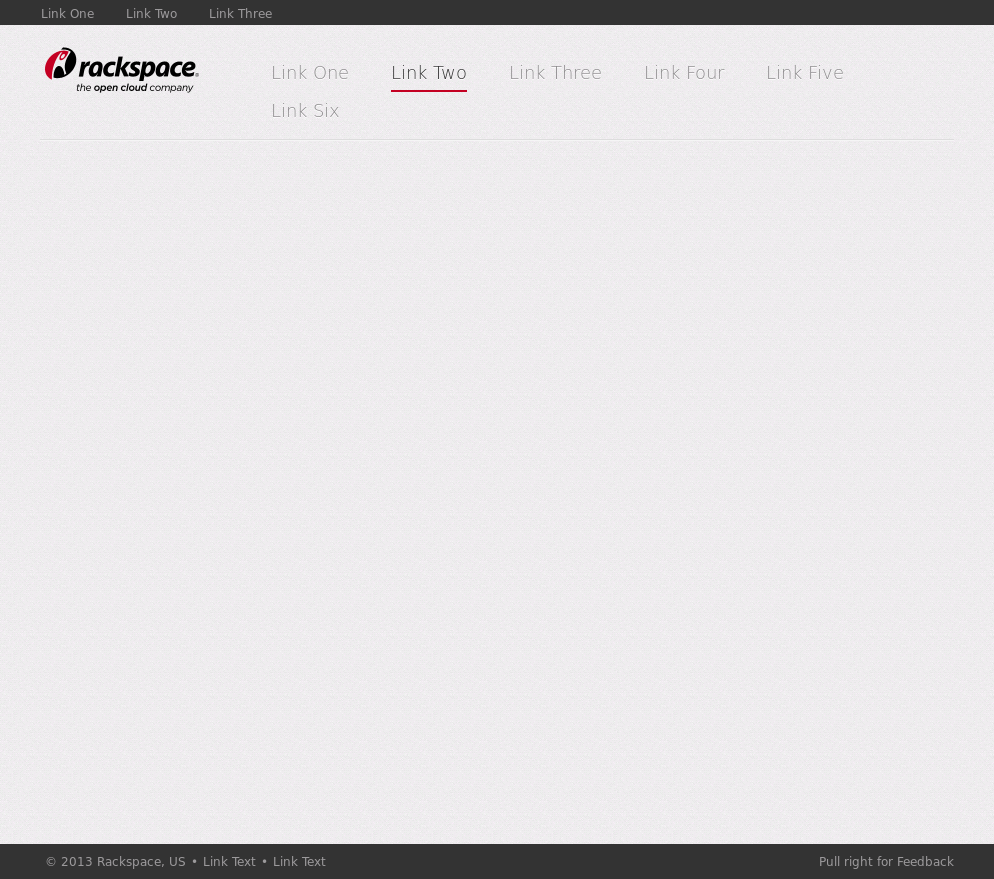 Link One Link Two Link Three
rackspace®
the open cloud company
Link One Link Two Link Three Link Four Link Five
Link Six
© 2013 Rackspace, US • Link Text • Link Text Pull right for Feedback